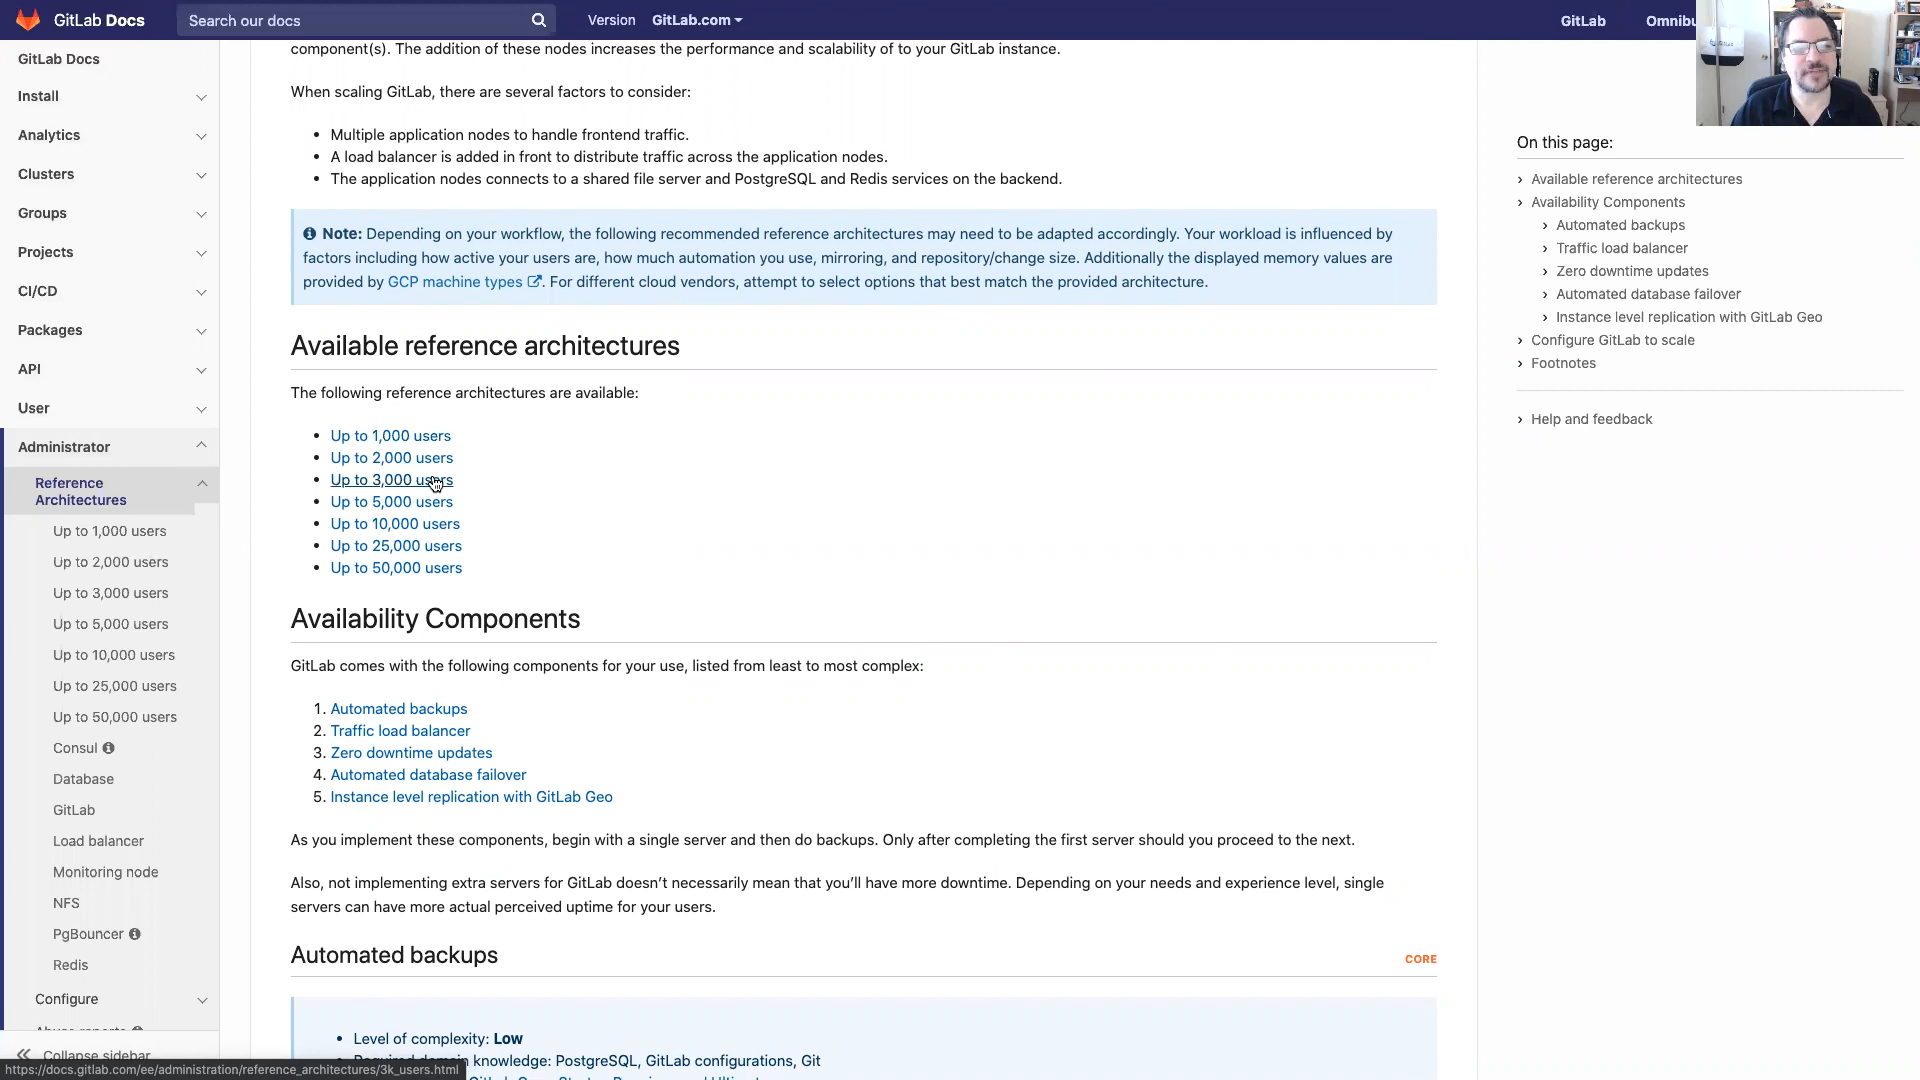 GitLab Docs
Search our docs
Version GitLab.com
GitLab
Omnibu
GitLab Docs
Install
Analytics
Clusters
Groups
Projects
CI/CD
Packages
API
User
Administrator
Reference
Architectures
Up to 1,000 users
Up to 2,000 users
Up to 3,000 users
Up to 5,000 users
Up to 10,000 users
Up to 25,000 users
Up to 50,000 users
Consul
Database
GitLab
Load balancer
Monitoring node
NFS
PgBouncer
Redis
Configure
Collapse sidebar
https://docs.gitlab.com/ee/administration/reference_architectures/3k_users.html
component(s). The addition of these nodes increases the performance and scalability of to your GitLab instance.
When scaling GitLab, there are several factors to consider:
• Multiple application nodes to handle frontend traffic.
• A load balancer is added in front to distribute traffic across the application nodes.
• The application nodes connects to a shared file server and PostgreSQL and Redis services on the backend.
Note: Depending on your workflow, the following recommended reference architectures may need to be adapted accordingly. Your workload is influenced by
factors including how active your users are, how much automation you use, mirroring, and repository/change size. Additionally the displayed memory values are
provided by GCP machine types. For different cloud vendors, attempt to select options that best match the provided architecture.
Available reference architectures
The following reference architectures are available:
• Up to 1,000 users
• Up to 2,000 users
• Up to 3,000 users
• Up to 5,000 users
• Up to 10,000 users
• Up to 25,000 users
• Up to 50,000 users
Availability Components
GitLab comes with the following components for your use, listed from least to most complex:
1. Automated backups
2. Traffic load balancer
3. Zero downtime updates
4. Automated database failover
5. Instance level replication with GitLab Geo
As you implement these components, begin with a single server and then do backups. Only after completing the first server should you proceed to the next.
Also, not implementing extra servers for GitLab doesn't necessarily mean that you'll have more downtime. Depending on your needs and experience level, single
servers can have more actual perceived uptime for your users.
Automated backups
CORE
• Level of complexity: Low
knowledge: PostgreSQL, GitLab configurations, Git
On this page:
Available reference architectures
Availability Components
Automated backups
Traffic load balancer
Zero downtime updates
Automated database failover
Instance level replication with GitLab Geo
Configure GitLab to scale
Footnotes
Help and feedback